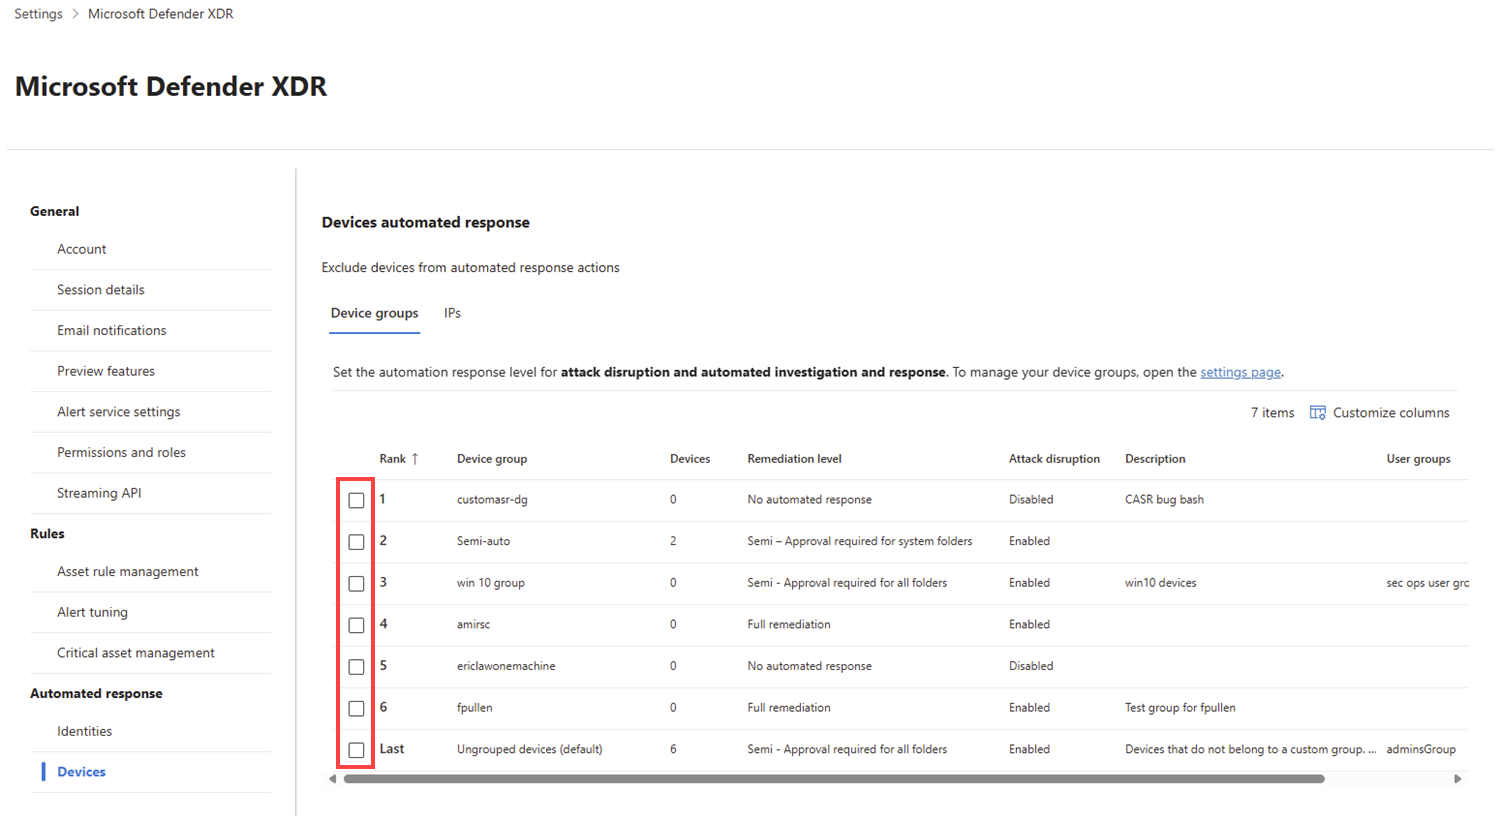 Settings > Microsoft Defender XDR
Microsoft Defender XDR
General
Account
Session details
Email notifications
Preview features
Alert service settings
Permissions and roles
Streaming API
Rules
Asset rule management
Alert tuning
Critical asset management
Automated response
Identities
Devices
Devices automated response
Exclude devices from automated response actions
Device groups IPs
Set the automation response level for attack disruption and automated investigation and response. To manage your device groups, open the settings page.
7 items Customize columns
Rank ↑ Device group Devices Remediation level Attack disruption Description User groups
1 customasr-dg 0 No automated response Disabled CASR bug bash
2 Semi-auto 2 Semi – Approval required for system folders Enabled
3 win 10 group 0 Semi - Approval required for all folders Enabled win10 devices sec ops user gro
4 amirsc 0 Full remediation Enabled
5 ericlawonemachine 0 No automated response Disabled
6 fpullen 0 Full remediation Enabled Test group for fpullen
Last Ungrouped devices (default) 6 Semi - Approval required for all folders Enabled Devices that do not belong to a custom group. ... adminsGroup